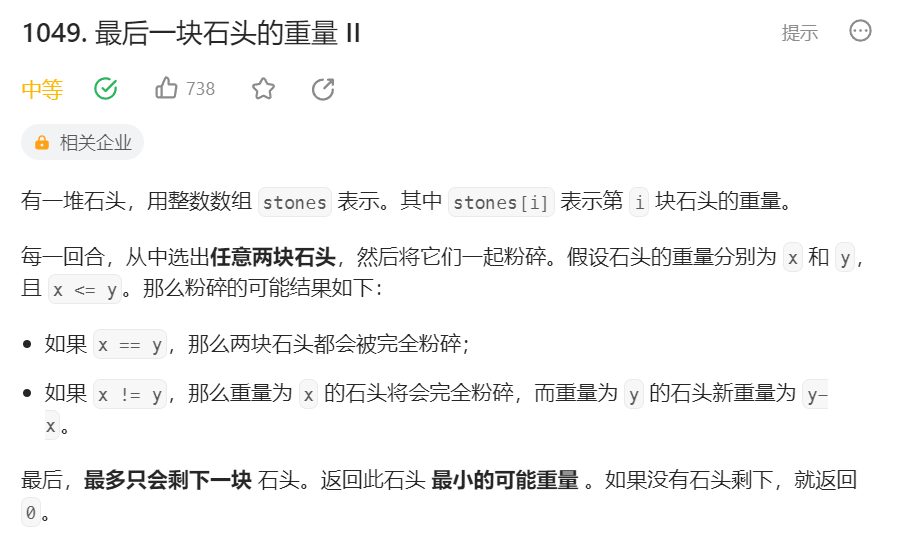 1049. 最后一块石头的重量 II
提示
中等
738
相关企业
有一堆石头，用整数数组 stones 表示。其中 stones[i] 表示第 i 块石头的重量。
每一回合，从中选出任意两块石头，然后将它们一起粉碎。假设石头的重量分别为 x 和 y，
且 x <= y。那么粉碎的可能结果如下：
• 如果 x == y，那么两块石头都会被完全粉碎；
• 如果 x != y，那么重量为 x 的石头将会完全粉碎，而重量为 y 的石头新重量为 y-
x。
最后，最多只会剩下一块 石头。返回此石头 最小的可能重量 。如果没有石头剩下，就返回
0。